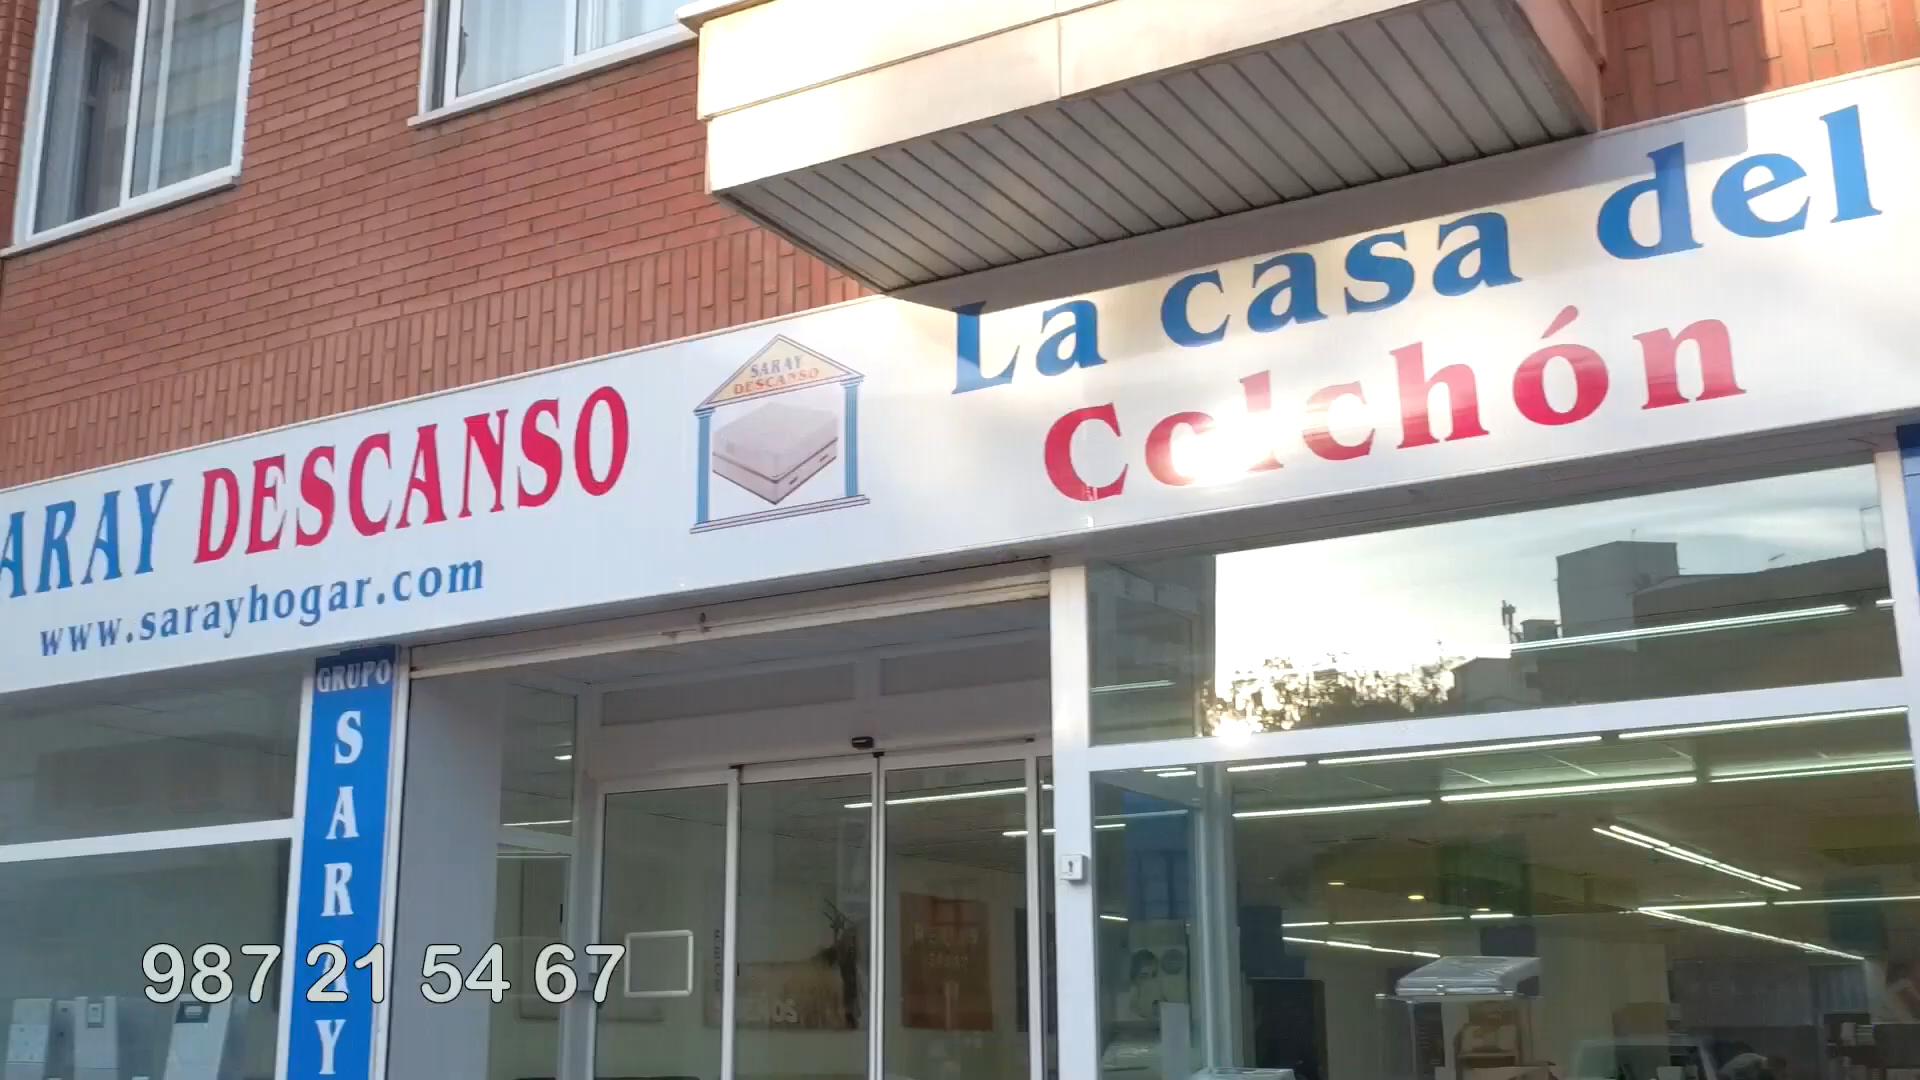 ARAY DESCANSO
www.sarayhogar.com
SARAY
DESCANSO
La casa del
Colchón
GRUPO
SARAY
987 21 54 67